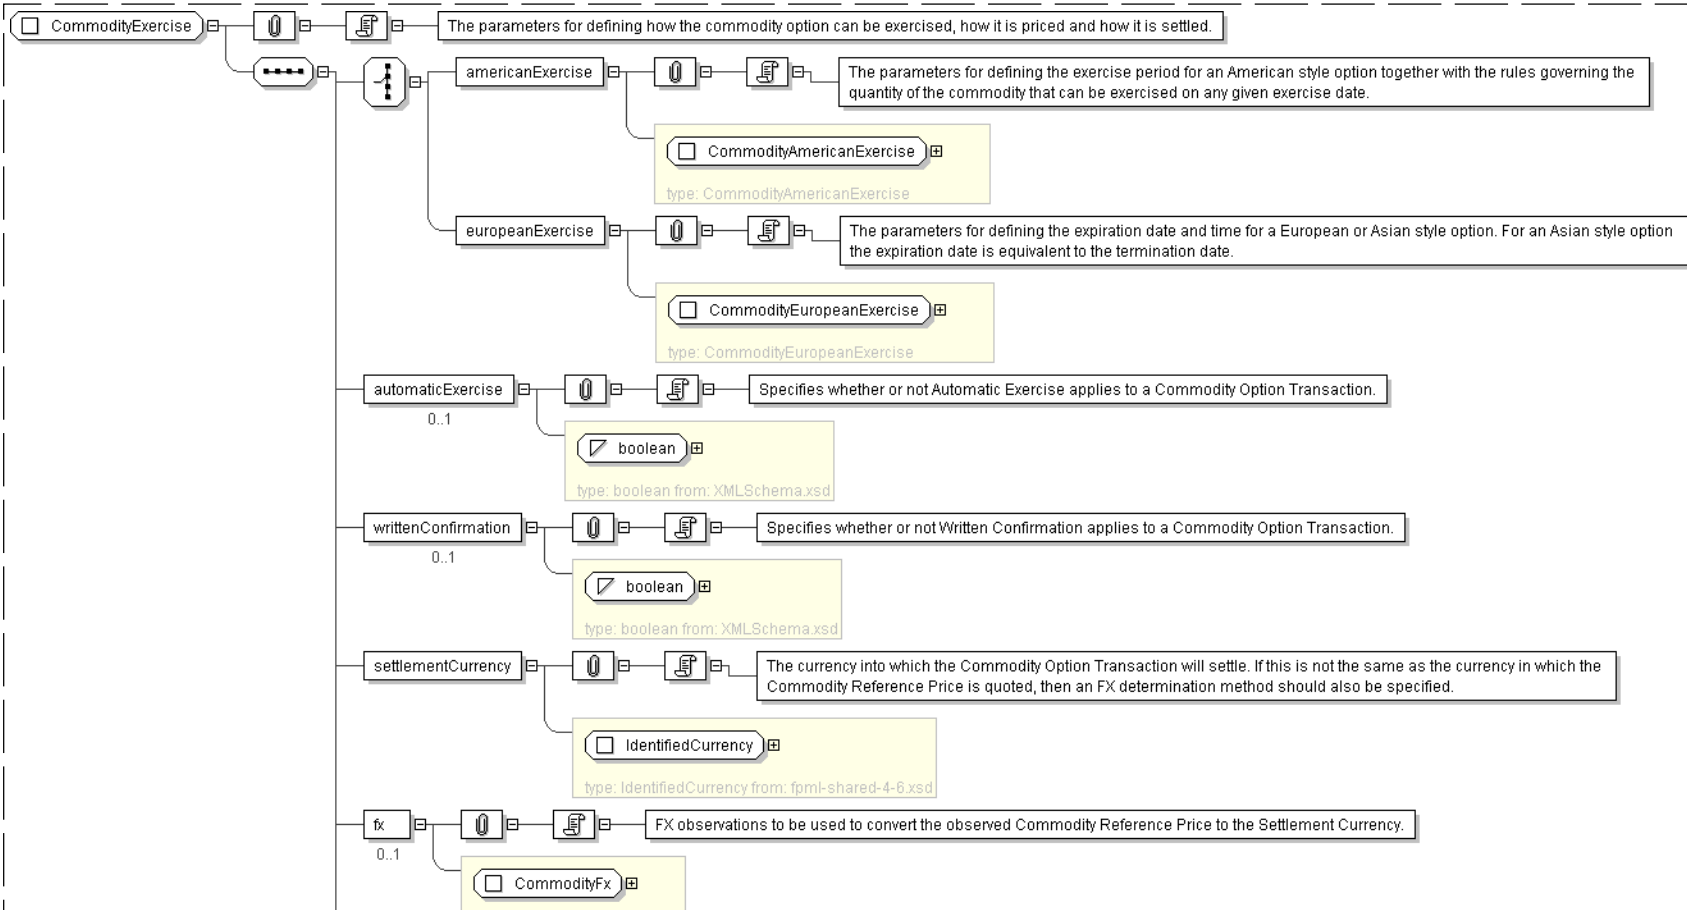 CommodityExercise
The parameters for defining how the commodity option can be exercised, how it is priced and how it is settled.
americanExercise
The parameters for defining the exercise period for an American style option together with the rules governing the
quantity of the commodity that can be exercised on any given exercise date.
CommodityAmericanExercise
type: CommodityAmericanExercise
europeanExercise
The parameters for defining the expiration date and time for a European or Asian style option. For an Asian style option
the expiration date is equivalent to the termination date.
CommodityEuropeanExercise
type: CommodityEuropeanExercise
automaticExercise
Specifies whether or not Automatic Exercise applies to a Commodity Option Transaction.
0..1
boolean
type: boolean from: XMLSchema.xsd
writtenConfirmation
Specifies whether or not Written Confirmation applies to a Commodity Option Transaction.
0..1
boolean
type: boolean from: XMLSchema.xsd
settlementCurrency
The currency into which the Commodity Option Transaction will settle. If this is not the same as the currency in which the
Commodity Reference Price is quoted, then an FX determination method should also be specified.
IdentifiedCurrency
type: IdentifiedCurrency from: fpml-shared-4-6.xsd
fx
FX observations to be used to convert the observed Commodity Reference Price to the Settlement Currency.
0..1
CommodityFx